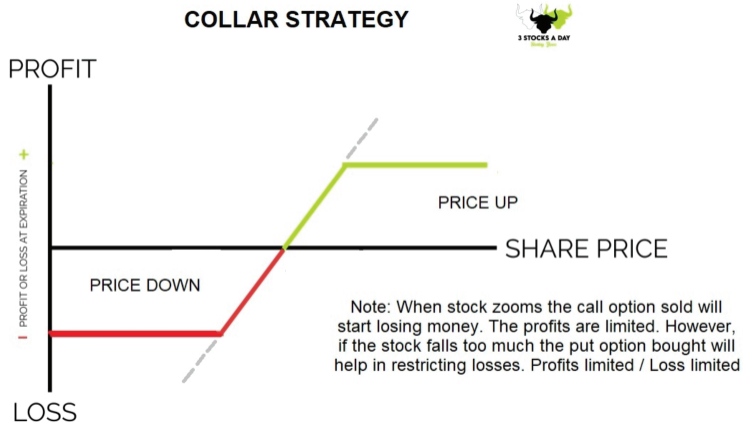 COLLAR STRATEGY
3 STOCKS A DAY
PROFIT
PROFIT OR LOSS AT EXPIRATION
PRICE UP
SHARE PRICE
PRICE DOWN
Note: When stock zooms the call option sold will
start losing money. The profits are limited. However,
if the stock falls too much the put option bought will
help in restricting losses. Profits limited / Loss limited
LOSS